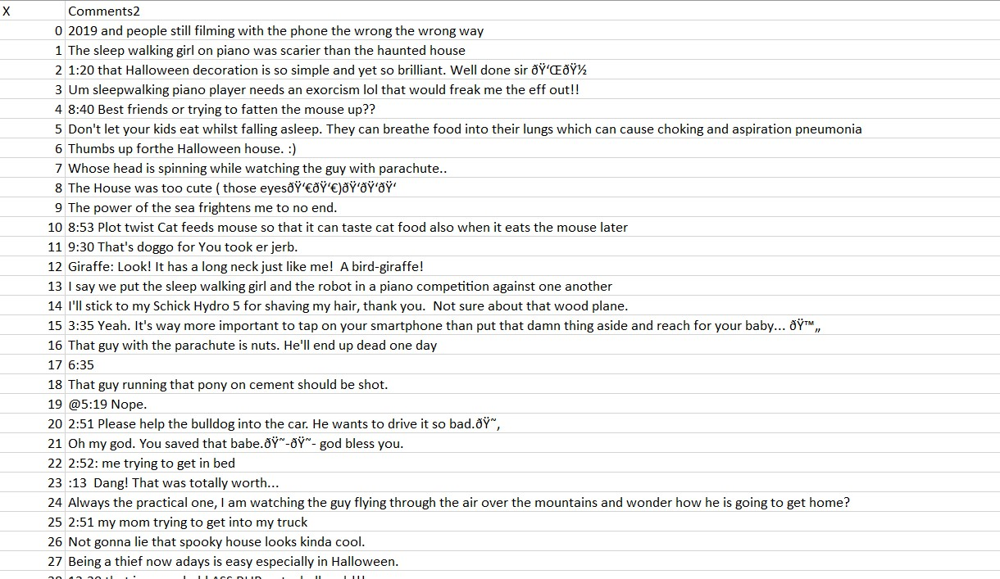 X Comments2
0 2019 and people still filming with the phone the wrong the wrong way
1 The sleep walking girl on piano was scarier than the haunted house
2 1:20 that Halloween decoration is so simple and yet so brilliant. Well done sir ðŸ‘ŒðŸ½
3 Um sleepwalking piano player needs an exorcism lol that would freak me the eff out!!
4 8:40 Best friends or trying to fatten the mouse up??
5 Don't let your kids eat whilst falling asleep. They can breathe food into their lungs which can cause choking and aspiration pneumonia
6 Thumbs up forthe Halloween house. :)
7 Whose head is spinning while watching the guy with parachute..
8 The House was too cute ( those eyesðŸ‘€ðŸ‘€)ðŸ‘ðŸ‘ðŸ‘
9 The power of the sea frightens me to no end.
10 8:53 Plot twist Cat feeds mouse so that it can taste cat food also when it eats the mouse later
11 9:30 That's doggo for You took er jerb.
12 Giraffe: Look! It has a long neck just like me!  A bird-giraffe!
13 I say we put the sleep walking girl and the robot in a piano competition against one another
14 I'll stick to my Schick Hydro 5 for shaving my hair, thank you.  Not sure about that wood plane.
15 3:35 Yeah. It's way more important to tap on your smartphone than put that damn thing aside and reach for your baby... ðŸ™„
16 That guy with the parachute is nuts. He'll end up dead one day
17 6:35
18 That guy running that pony on cement should be shot.
19 @5:19 Nope.
20 2:51 Please help the bulldog into the car. He wants to drive it so bad.ðŸ˜‚
21 Oh my god. You saved that babe.ðŸ˜-ðŸ˜- god bless you.
22 2:52: me trying to get in bed
23 :13  Dang! That was totally worth...
24 Always the practical one, I am watching the guy flying through the air over the mountains and wonder how he is going to get home?
25 2:51 my mom trying to get into my truck
26 Not gonna lie that spooky house looks kinda cool.
27 Being a thief now adays is easy especially in Halloween.